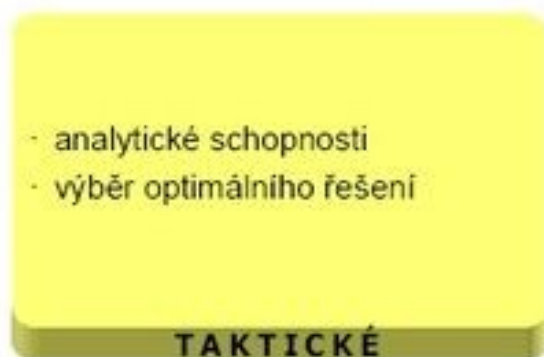 · analytické schopnosti
· výběr optimálního řešení
TAKTICKÉ